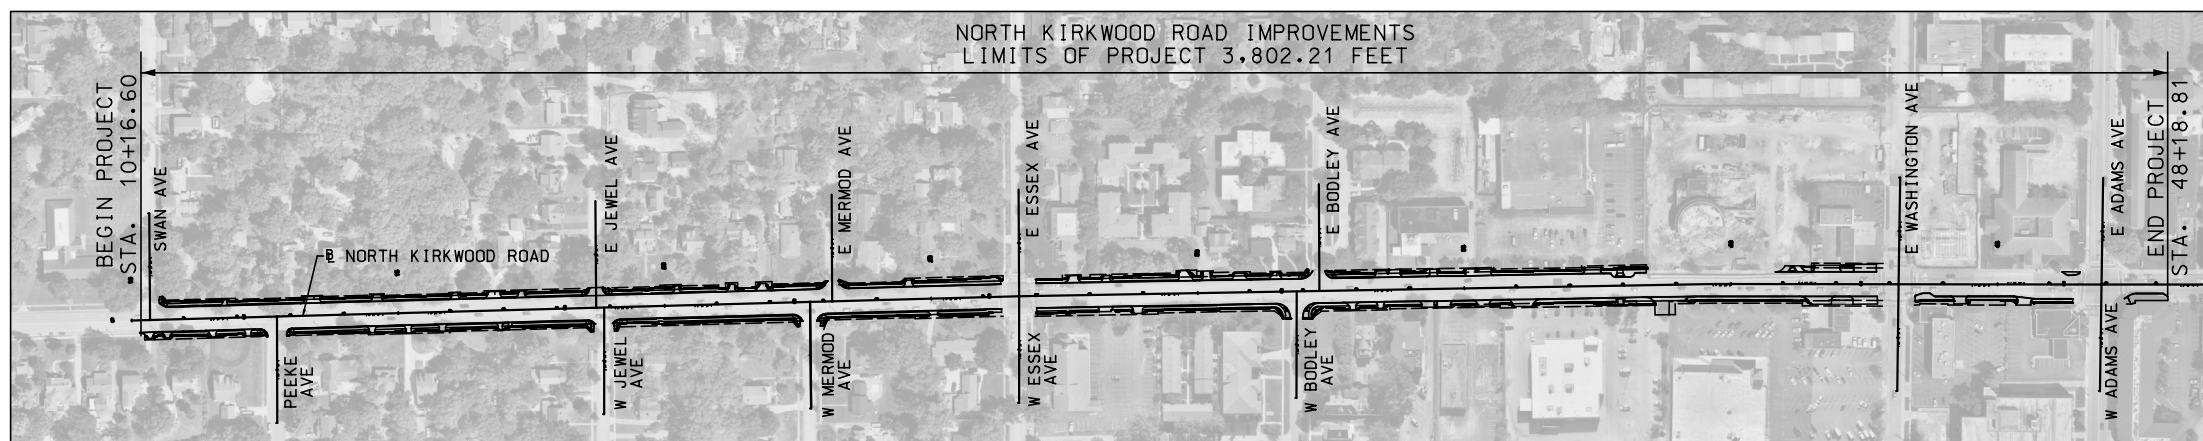 NORTH KIRKWOOD ROAD IMPROVEMENTS
LIMITS OF PROJECT 3,802.21 FEET
BEGIN PROJECT
STA. 10+16.60
SWAN AVE
E JEWEL AVE
E MERMOD AVE
E ESSEX AVE
E BODLEY AVE
E WASHINGTON AVE
E ADAMS AVE
END PROJECT
STA. 48+18.81
NORTH KIRKWOOD ROAD
PEEKE
AVE
W JEWEL
AVE
W MERMOD
AVE
W ESSEX
AVE
W BODLEY
AVE
W ADAMS AVE